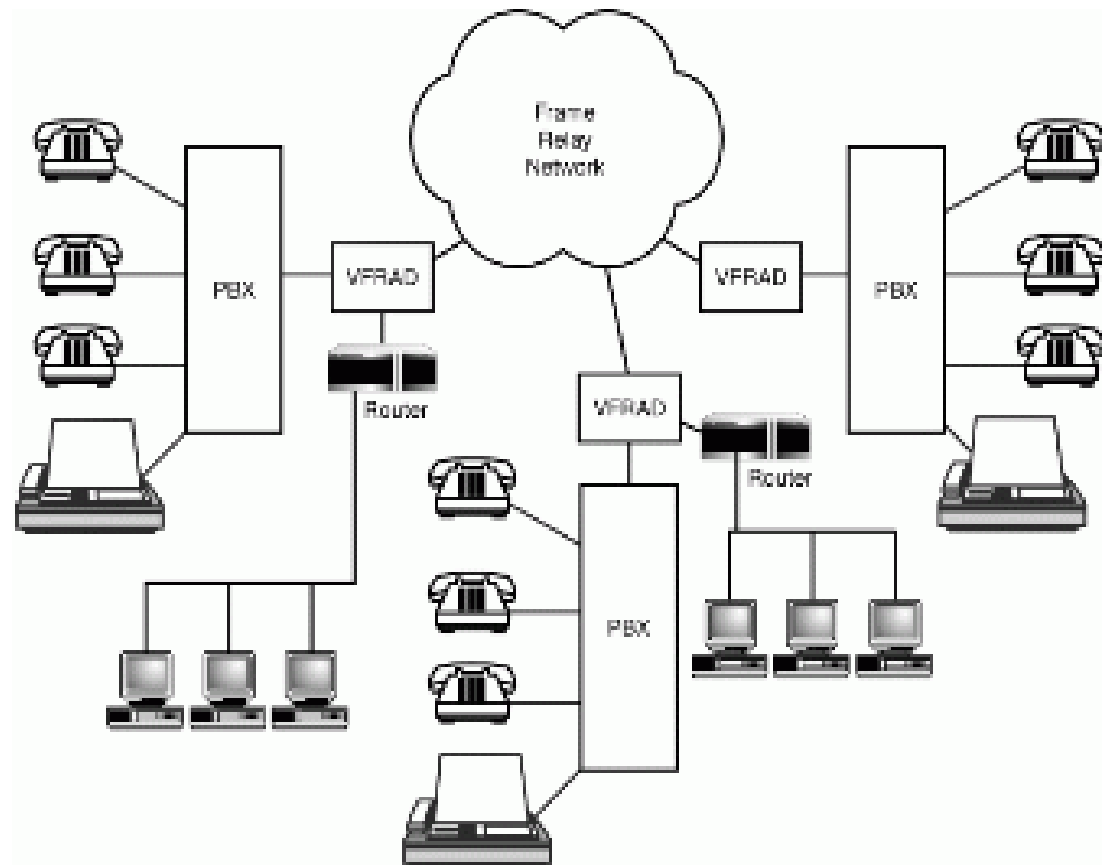 Frame
Relay
Network
PBX
VFRAD
VFRAD
PBX
Router
VFRAD
Router
PBX